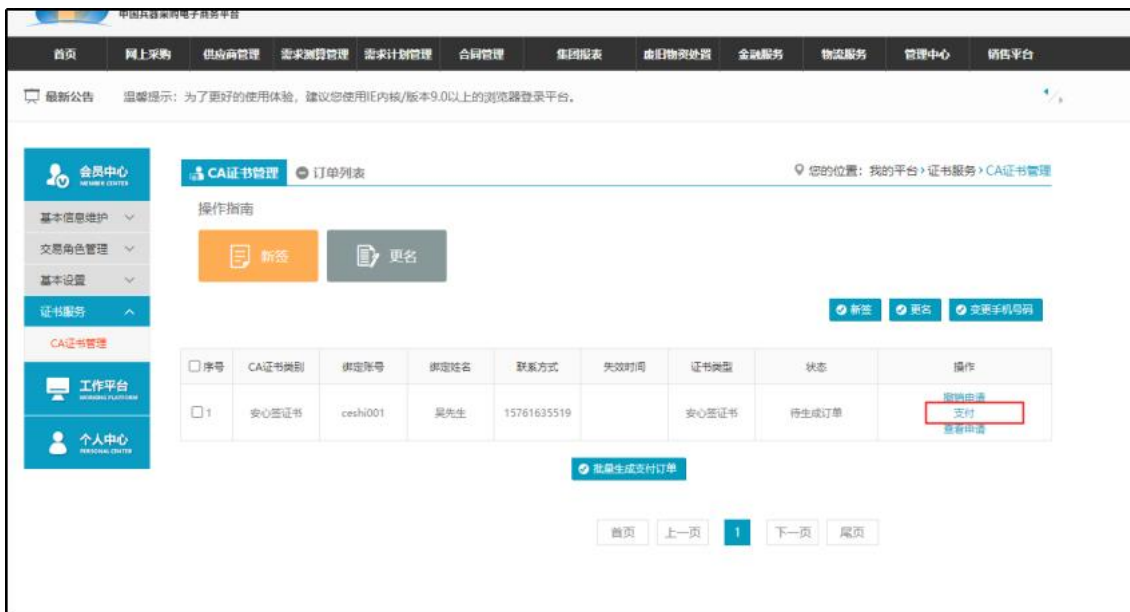 中国兵器采购电子商务平台
首页 网上采购 供应商管理 需求测算管理 需求计划管理 合同管理 集团报表 废旧物资处置 金融服务 物流服务 管理中心 销售平台
最新公告 温馨提示：为了更好的使用体验，建议您使用IE内核/版本9.0以上的浏览器登录平台。
会员中心
MEMBER CENTER
CA证书管理 订单列表
您的位置：我的平台›证书服务›CA证书管理
基本信息维护
交易角色管理
基本设置
证书服务
CA证书管理
工作平台
WORKING PLATFORM
个人中心
PERSONAL CENTER
操作指南
新签 更名
新签 更名 变更手机号码
序号 CA证书类别 绑定账号 绑定姓名 联系方式 失效时间 证书类型 状态 操作
1 安心签证书 ceshi001 吴先生 15761635519 安心签证书 待生成订单
撤销申请
支付
查看申请
批量生成支付订单
首页 上一页 1 下一页 尾页